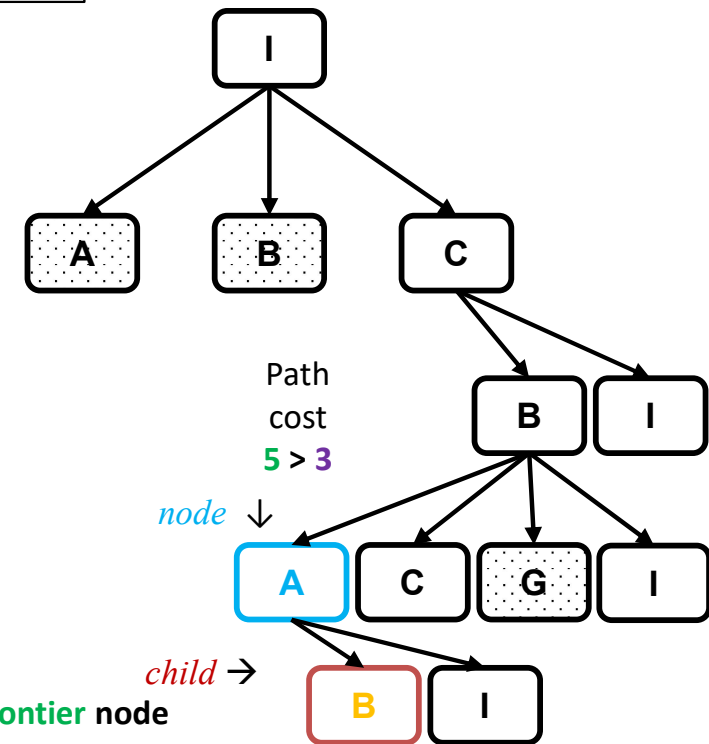 I
A B C
Path
cost
5 > 3
B I
node ↓
A C G I
child →
B I
ontier node